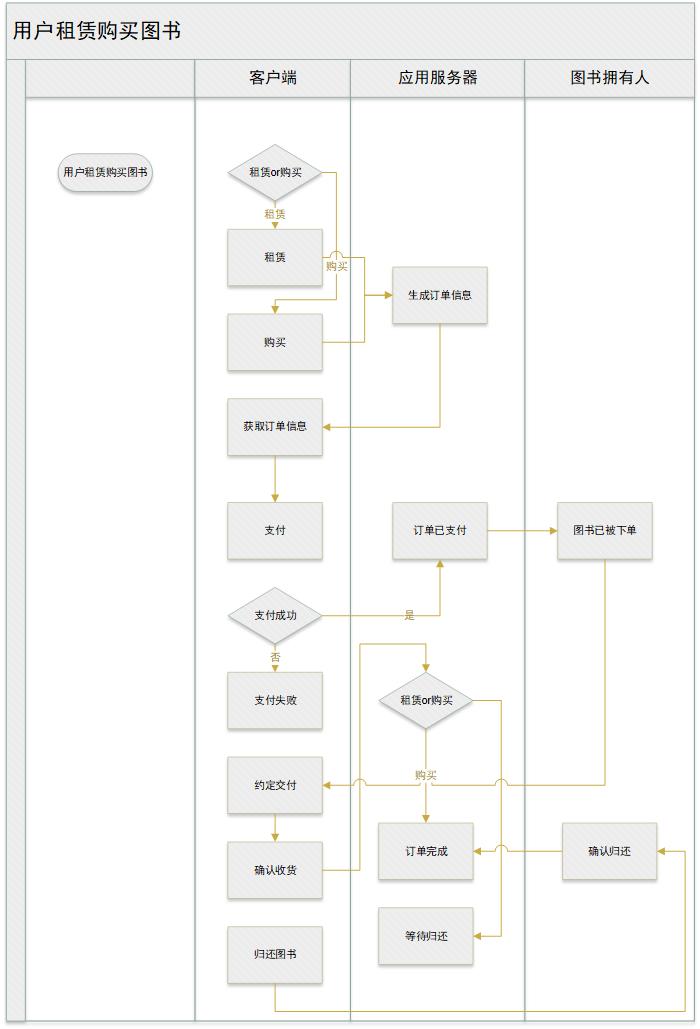 用户租赁购买图书
客户端
应用服务器
图书拥有人
用户租赁购买图书
租赁or购买
租赁
租赁
购买
生成订单信息
购买
获取订单信息
支付
订单已支付
图书已被下单
支付成功
是
否
支付失败
租赁or购买
购买
约定交付
确认收货
订单完成
确认归还
归还图书
等待归还